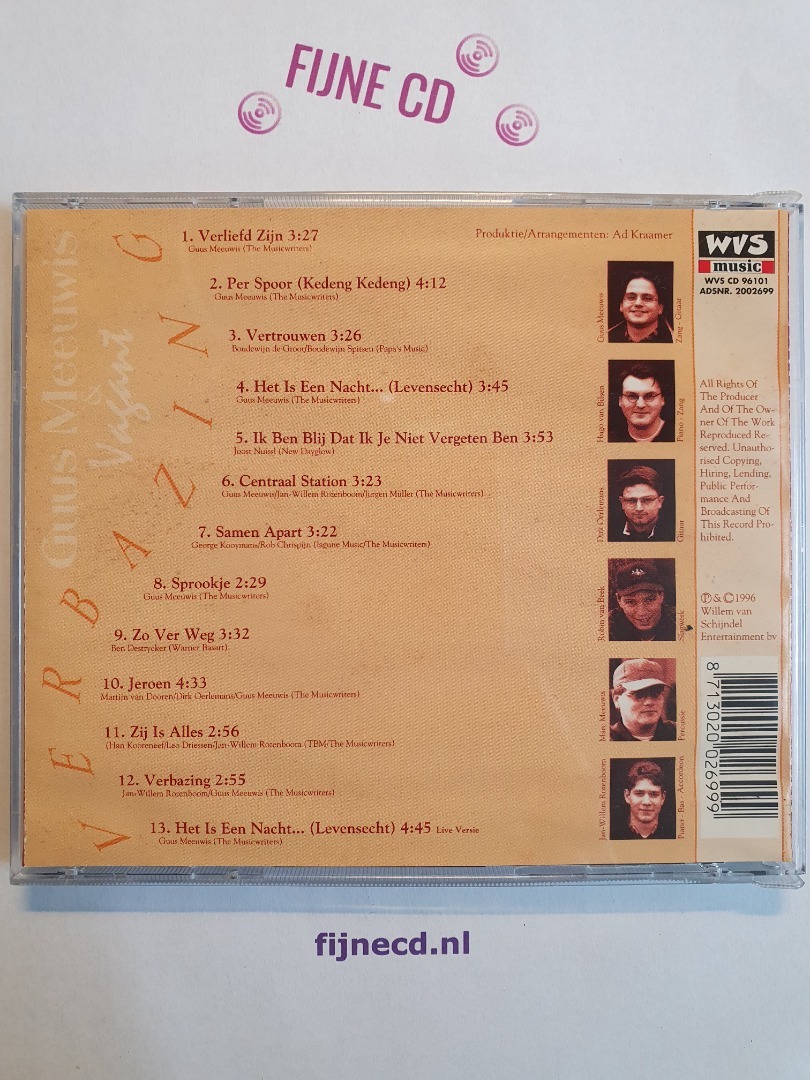 FIJNE CD
Guus Meeuwis
Vagant
VERBAZING
1. Verliefd Zijn 3:27
Guus Meeuwis (The Musicwriters)
2. Per Spoor (Kedeng Kedeng) 4:12
Guus Meeuwis (The Musicwriters)
3. Vertrouwen 3:26
Boudewijn de Groot/Boudewijn Spitsen (Papa's Music)
4. Het Is Een Nacht... (Levensecht) 3:45
Guus Meeuwis (The Musicwriters)
5. Ik Ben Blij Dat Ik Je Niet Vergeten Ben 3:53
Joost Nuissl (New Dayglow)
6. Centraal Station 3:23
Guus Meeuwis/Jan-Willem Rozenboom/Jurgen Müller (The Musicwriters)
7. Samen Apart 3:22
George Kooymans/Rob Chrispijn (Jagune Music/The Musicwriters)
8. Sprookje 2:29
Guus Meeuwis (The Musicwriters)
9. Zo Ver Weg 3:32
Ben Destrycker (Warner Basart)
10. Jeroen 4:33
Martijn van Dooren/Dirk Oerlemans/Guus Meeuwis (The Musicwriters)
11. Zij Is Alles 2:56
(Han Kooreneef/Leo Driessen/Jan-Willem Rozenboom (TBM/The Musicwriters)
12. Verbazing 2:55
Jan-Willem Rozenboom/Guus Meeuwis (The Musicwriters)
13. Het Is Een Nacht... (Levensecht) 4:45 Live Versie
Guus Meeuwis (The Musicwriters)
Produktie/Arrangementen: Ad Kraamer
Guus Meeuwis
Zang - Gitaar
Hugo van Bilsen
Piano - Zang
Dirk Oerlemans
Gitaar
Robin van Beek
Slagwerk
Marc Meeuwis
Percussie
Jan-Willem Rozenboom
Piano - Bas - Accordeon
WVS
music
WVS CD 96101
ADSNR. 2002699
All Rights Of
The Producer
And Of The Ow-
ner Of The Work
Reproduced Re-
served. Unautho-
rised Copying,
Hiring, Lending,
Public Perfor-
mance And
Broadcasting Of
This Record Pro-
hibited.
℗ & © 1996
Willem van
Schijndel
Entertainment bv
8 713020 026999
fijnecd.nl